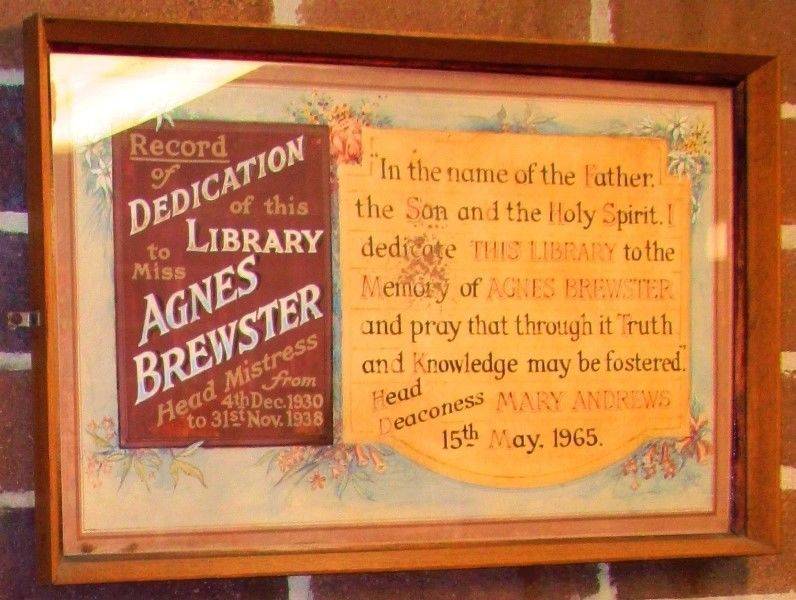 Record
of
DEDICATION
of this
LIBRARY
to
Miss
AGNES
BREWSTER
Head Mistress
from
4th Dec. 1930
to 31st Nov. 1938
"In the name of the Father,
the Son and the Holy Spirit. I
dedicate THIS LIBRARY to the
Memory of AGNES BREWSTER
and pray that through it Truth
and Knowledge may be fostered".
Head
Deaconess MARY ANDREWS
15th May. 1965.